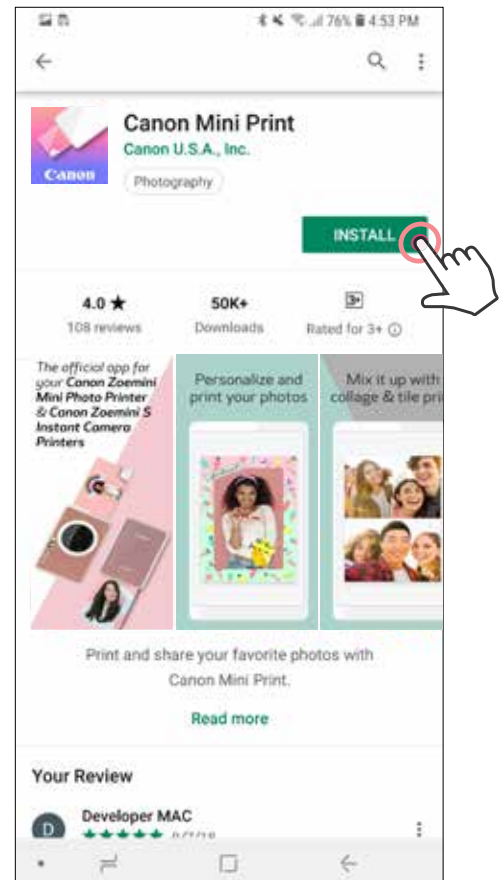 76% 4:53 PM
Canon Mini Print
Canon U.S.A., Inc.
Canon
Photography
INSTALL
4.0 ★
50K+
3+
108 reviews
Downloads
Rated for 3+
The official app for
your Canon Zoemini
Mini Photo Printer
& Canon Zoemini S
Instant Camera
Printers
Personalize and
print your photos
Mix it up with
collage & tile pri
Print and share your favorite photos with
Canon Mini Print.
Read more
Your Review
D
Developer MAC